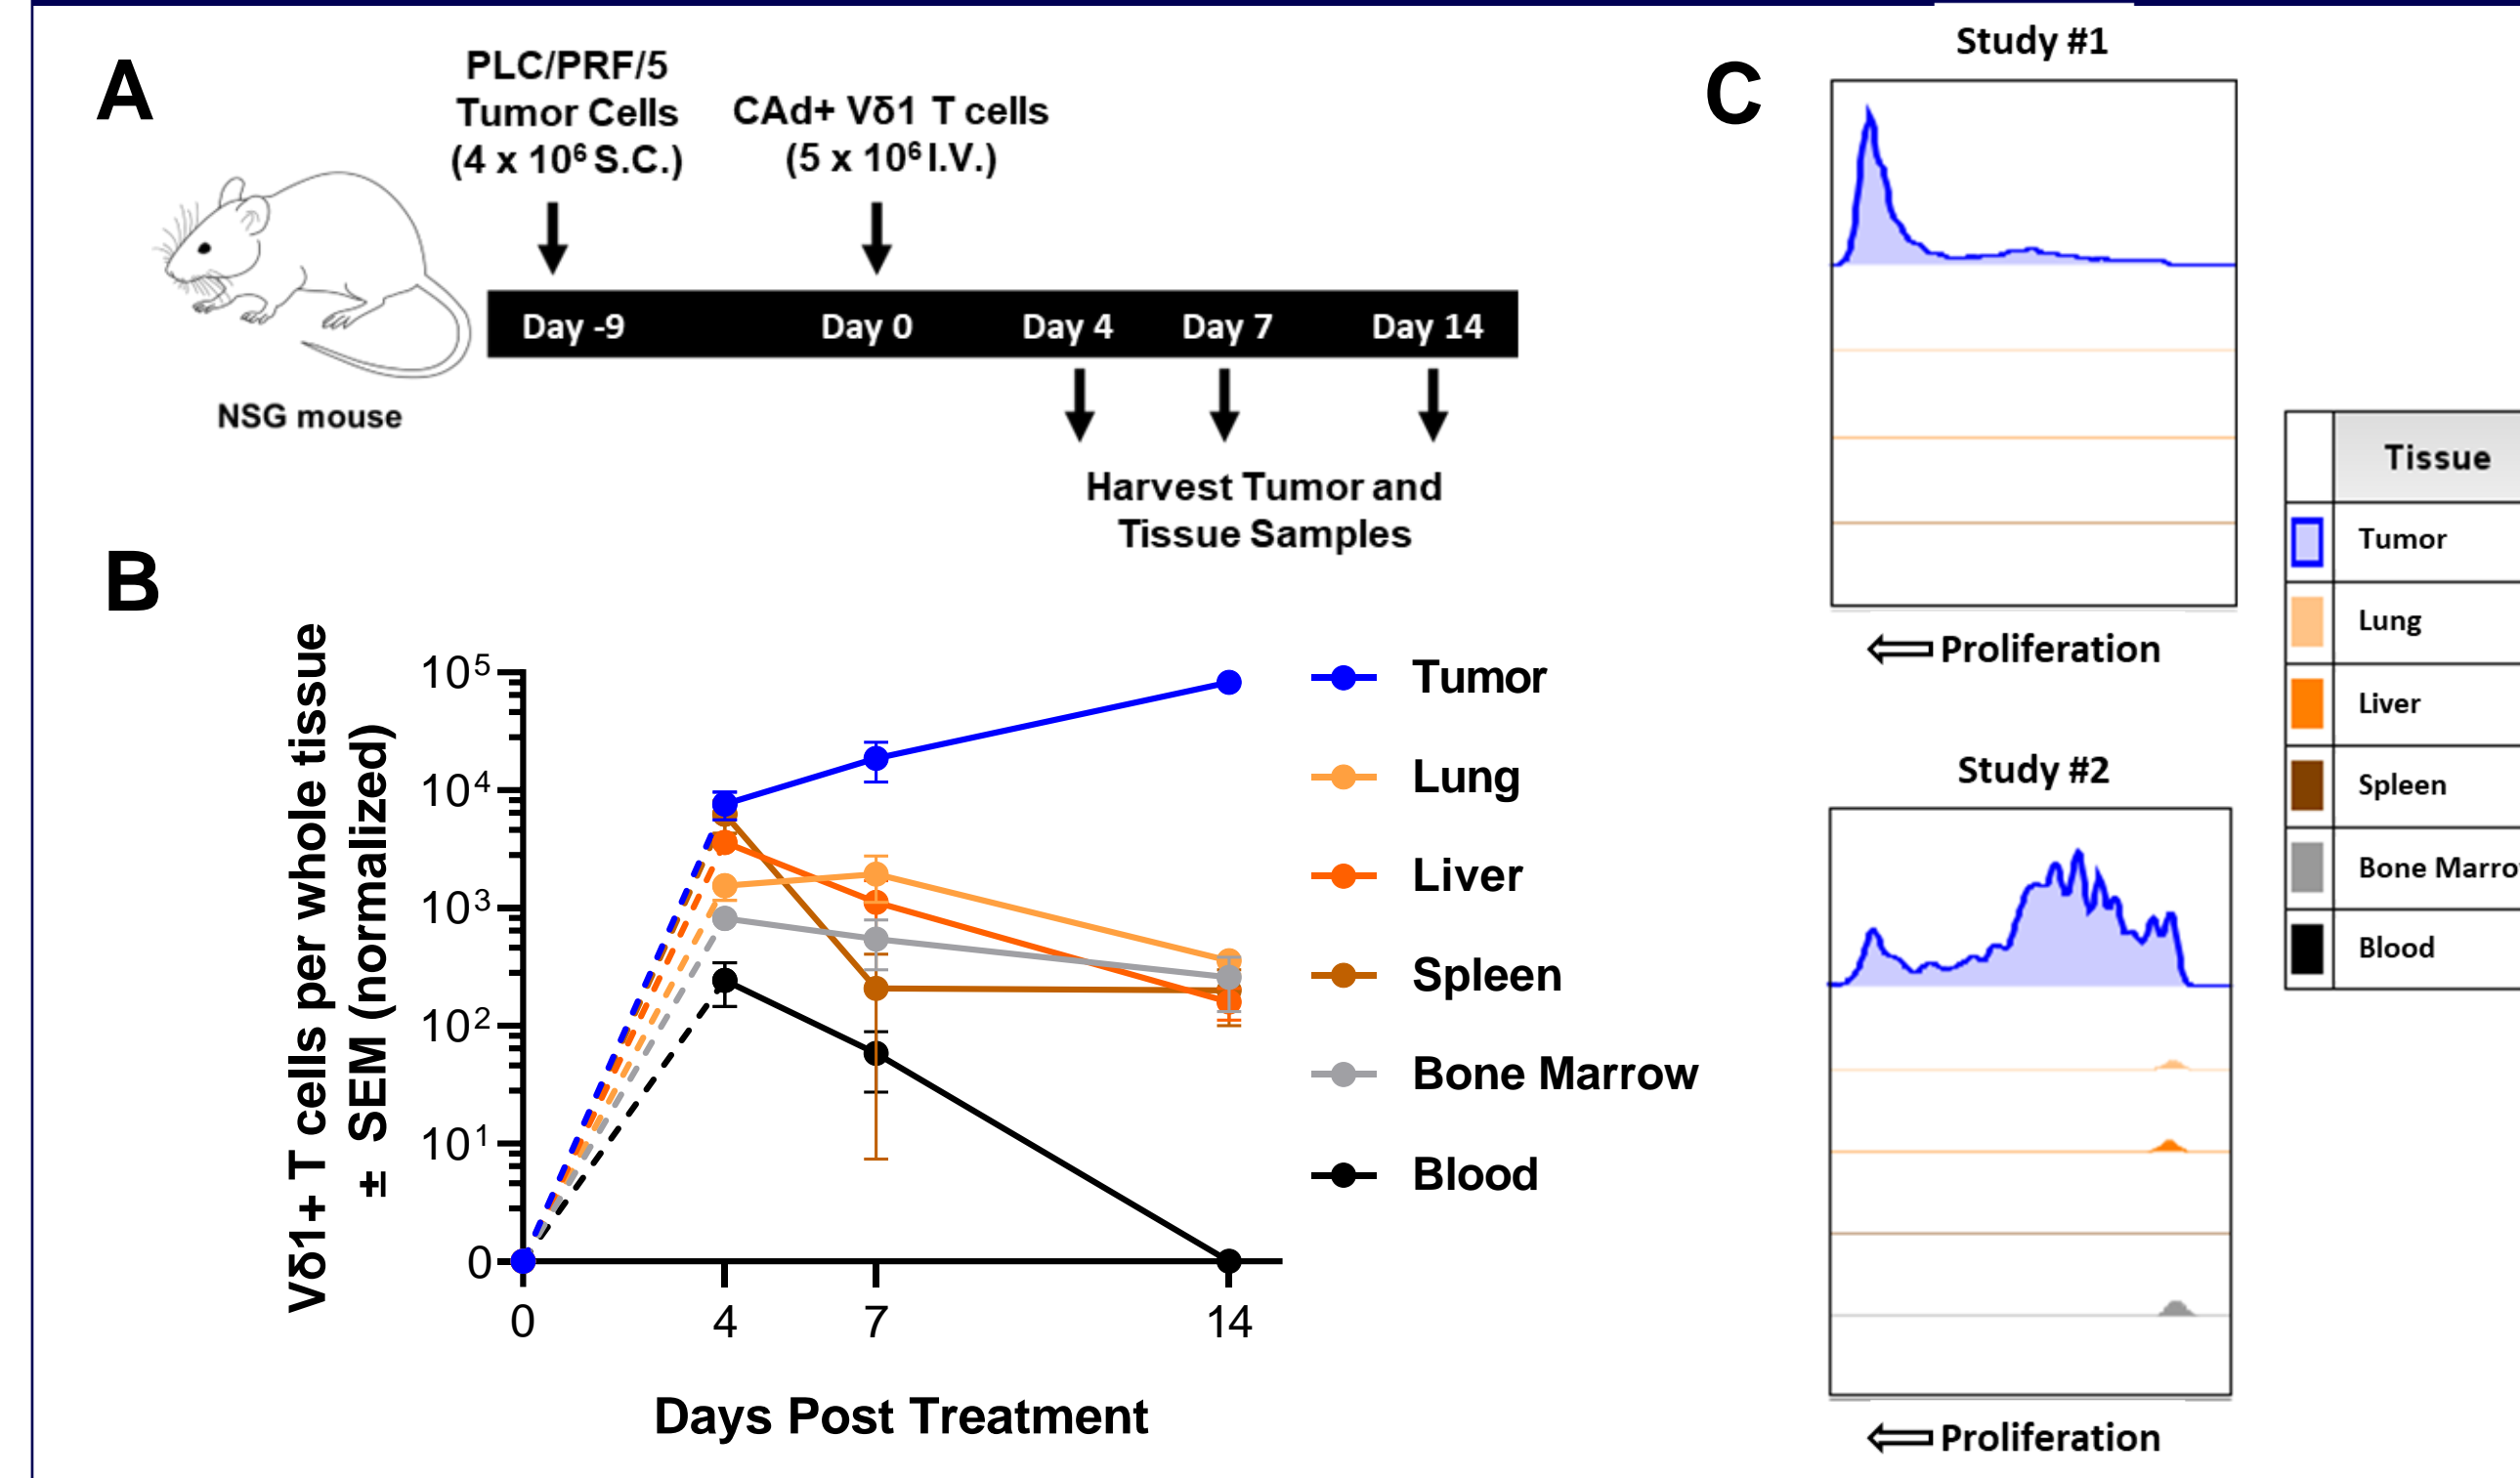 A
PLC/PRF/5
Tumor Cells
(4 x 10⁶ S.C.)
CAd+ Vδ1 T cells
(5 x 10⁶ I.V.)
NSG mouse
Day -9
Day 0
Day 4
Day 7
Day 14
Harvest Tumor and
Tissue Samples
B
Vδ1+ T cells per whole tissue
± SEM (normalized)
10⁵
10⁴
10³
10²
10¹
0
0
4
7
14
Days Post Treatment
Tumor
Lung
Liver
Spleen
Bone Marrow
Blood
C
Study #1
Proliferation
Study #2
Proliferation
Tissue
Tumor
Lung
Liver
Spleen
Bone Marro
Blood